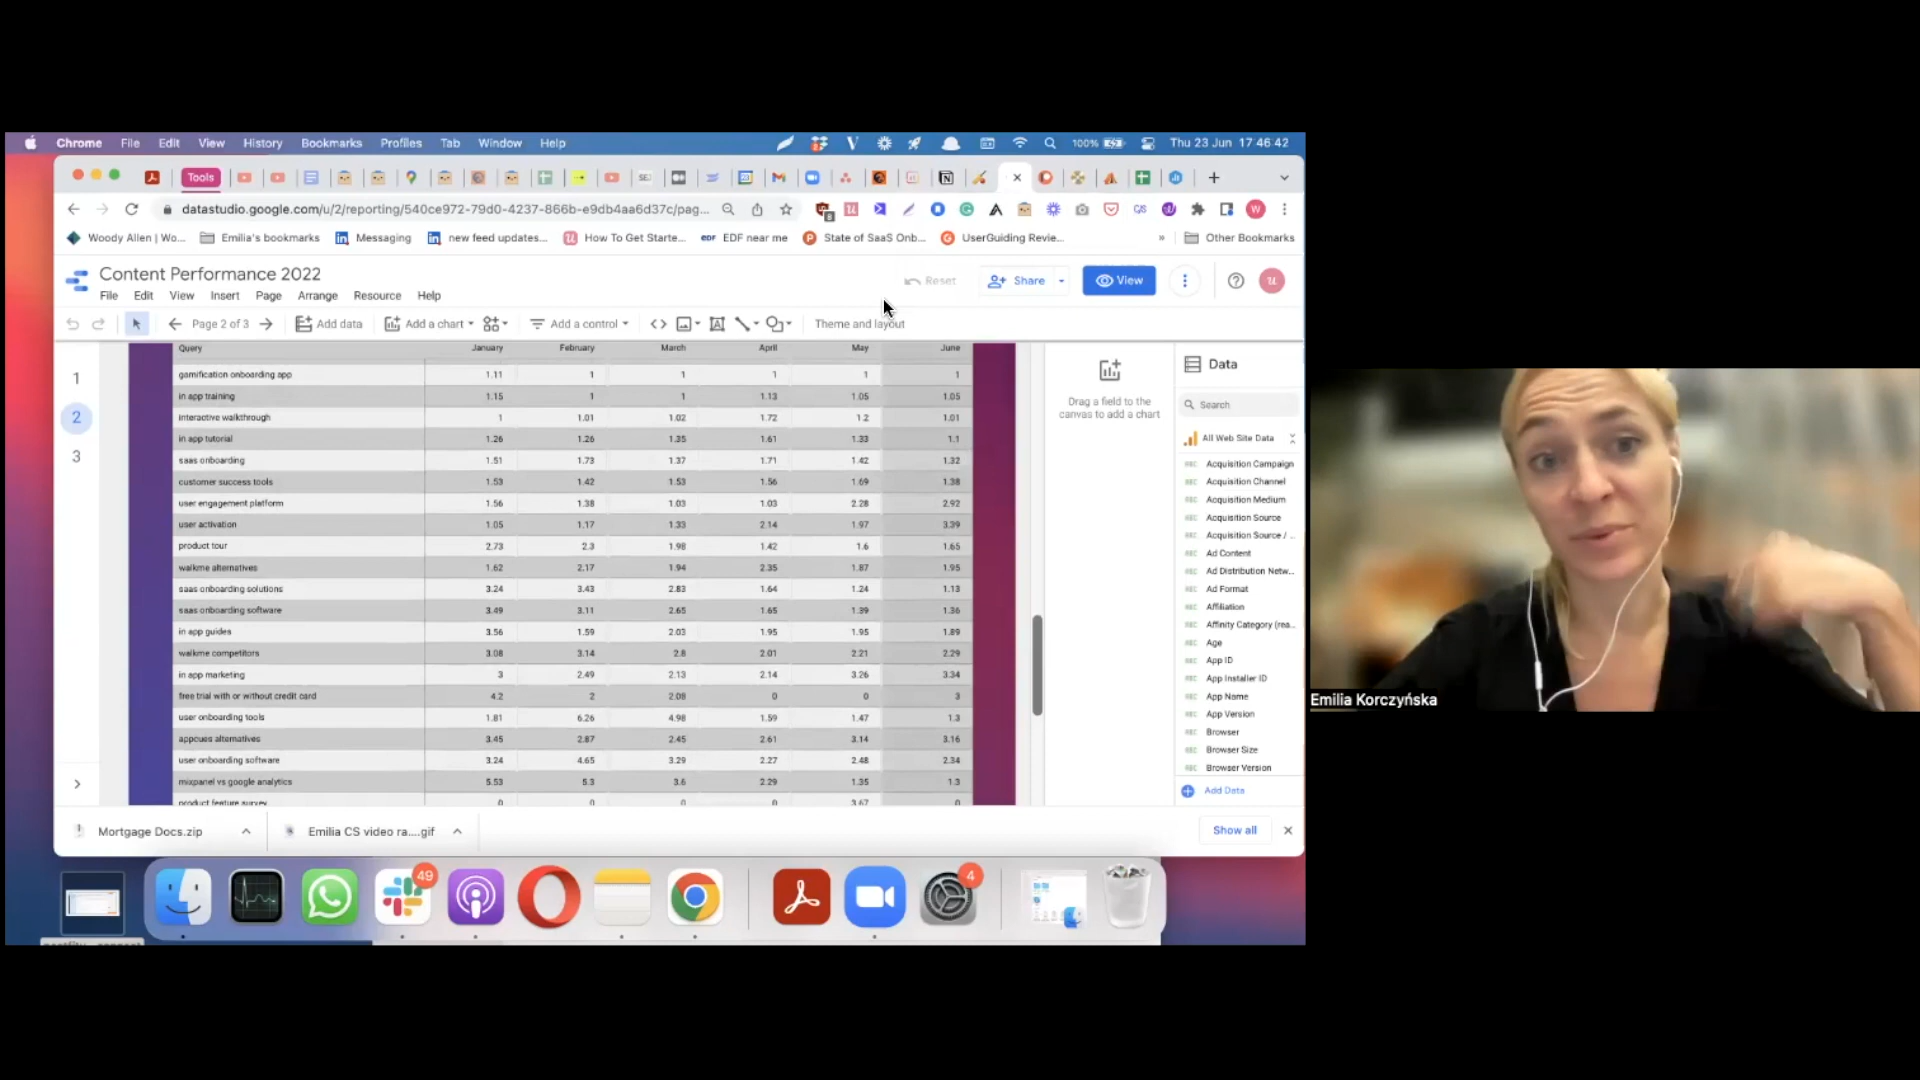 Chrome File Edit View History Bookmarks Profiles Tab Window Help 100% Thu 23 Jun 17:46:42
Tools
datastudio.google.com/u/2/reporting/540ce972-79d0-4237-866b-e9db4aa6d37c/pag...
Woody Allen | Wo... Emilia's bookmarks Messaging new feed updates... How To Get Starte... EDF near me State of SaaS Onb... UserGuiding Revie... » Other Bookmarks
Content Performance 2022
Reset Share View
File Edit View Insert Page Arrange Resource Help
Page 2 of 3 Add data Add a chart Add a control Theme and layout
1
2
3
Query January February March April May June
gamification onboarding app 1.11 1 1 1 1 1
in app training 1.15 1 1 1.13 1.05 1.05
interactive walkthrough 1 1.01 1.02 1.72 1.2 1.01
in app tutorial 1.26 1.26 1.35 1.61 1.33 1.1
saas onboarding 1.51 1.73 1.37 1.71 1.42 1.32
customer success tools 1.53 1.42 1.53 1.56 1.69 1.38
user engagement platform 1.56 1.38 1.03 1.03 2.28 2.92
user activation 1.05 1.17 1.33 2.14 1.97 3.39
product tour 2.73 2.3 1.98 1.42 1.6 1.65
walkme alternatives 1.62 2.17 1.94 2.35 1.87 1.95
saas onboarding solutions 3.24 3.43 2.83 1.64 1.24 1.13
saas onboarding software 3.49 3.11 2.65 1.65 1.39 1.36
in app guides 3.56 1.59 2.03 1.95 1.95 1.89
walkme competitors 3.08 3.14 2.8 2.01 2.21 2.29
in app marketing 3 2.49 2.13 2.14 3.26 3.34
free trial with or without credit card 4.2 2 2.08 0 0 3
user onboarding tools 1.81 6.26 4.98 1.59 1.47 1.3
appcues alternatives 3.45 2.87 2.45 2.61 3.14 3.16
user onboarding software 3.24 4.65 3.29 2.27 2.48 2.34
mixpanel vs google analytics 5.53 5.3 3.6 2.29 1.35 1.3
product feature survey 0 0 0 0 3.67 0
Drag a field to the
canvas to add a chart
Data
Search
All Web Site Data
Acquisition Campaign
Acquisition Channel
Acquisition Medium
Acquisition Source
Acquisition Source / ...
Ad Content
Ad Distribution Netw...
Ad Format
Affiliation
Affinity Category (rea...
Age
App ID
App Installer ID
App Name
App Version
Browser
Browser Size
Browser Version
Add Data
Mortgage Docs.zip Emilia CS video ra....gif Show all
49
4
Emilia Korczyńska